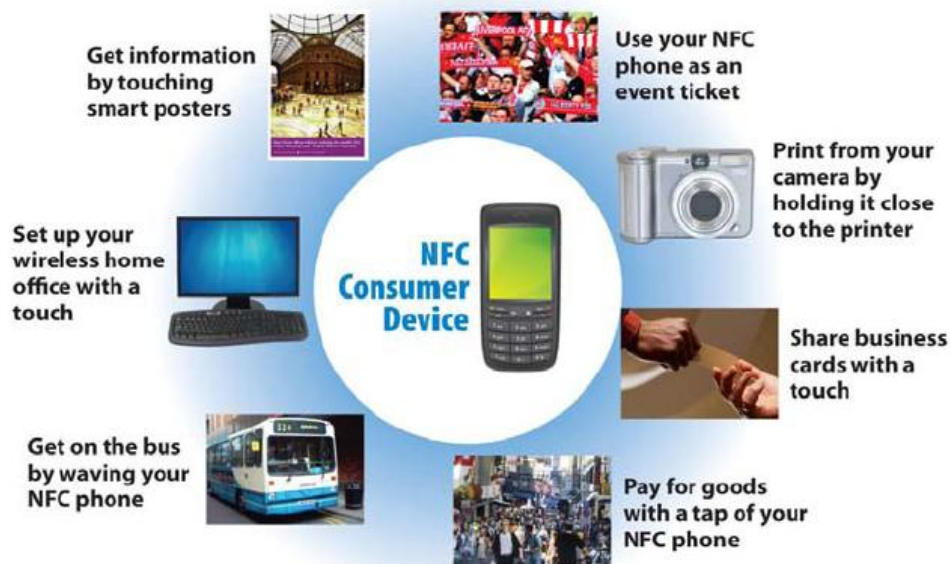 Get information
by touching
smart posters
Use your NFC
phone as an
event ticket
Print from your
camera by
holding it close
to the printer
Set up your
wireless home
office with a
touch
NFC
Consumer
Device
Share business
cards with a
touch
Get on the bus
by waving your
NFC phone
Pay for goods
with a tap of your
NFC phone
LIVERPOOL FC